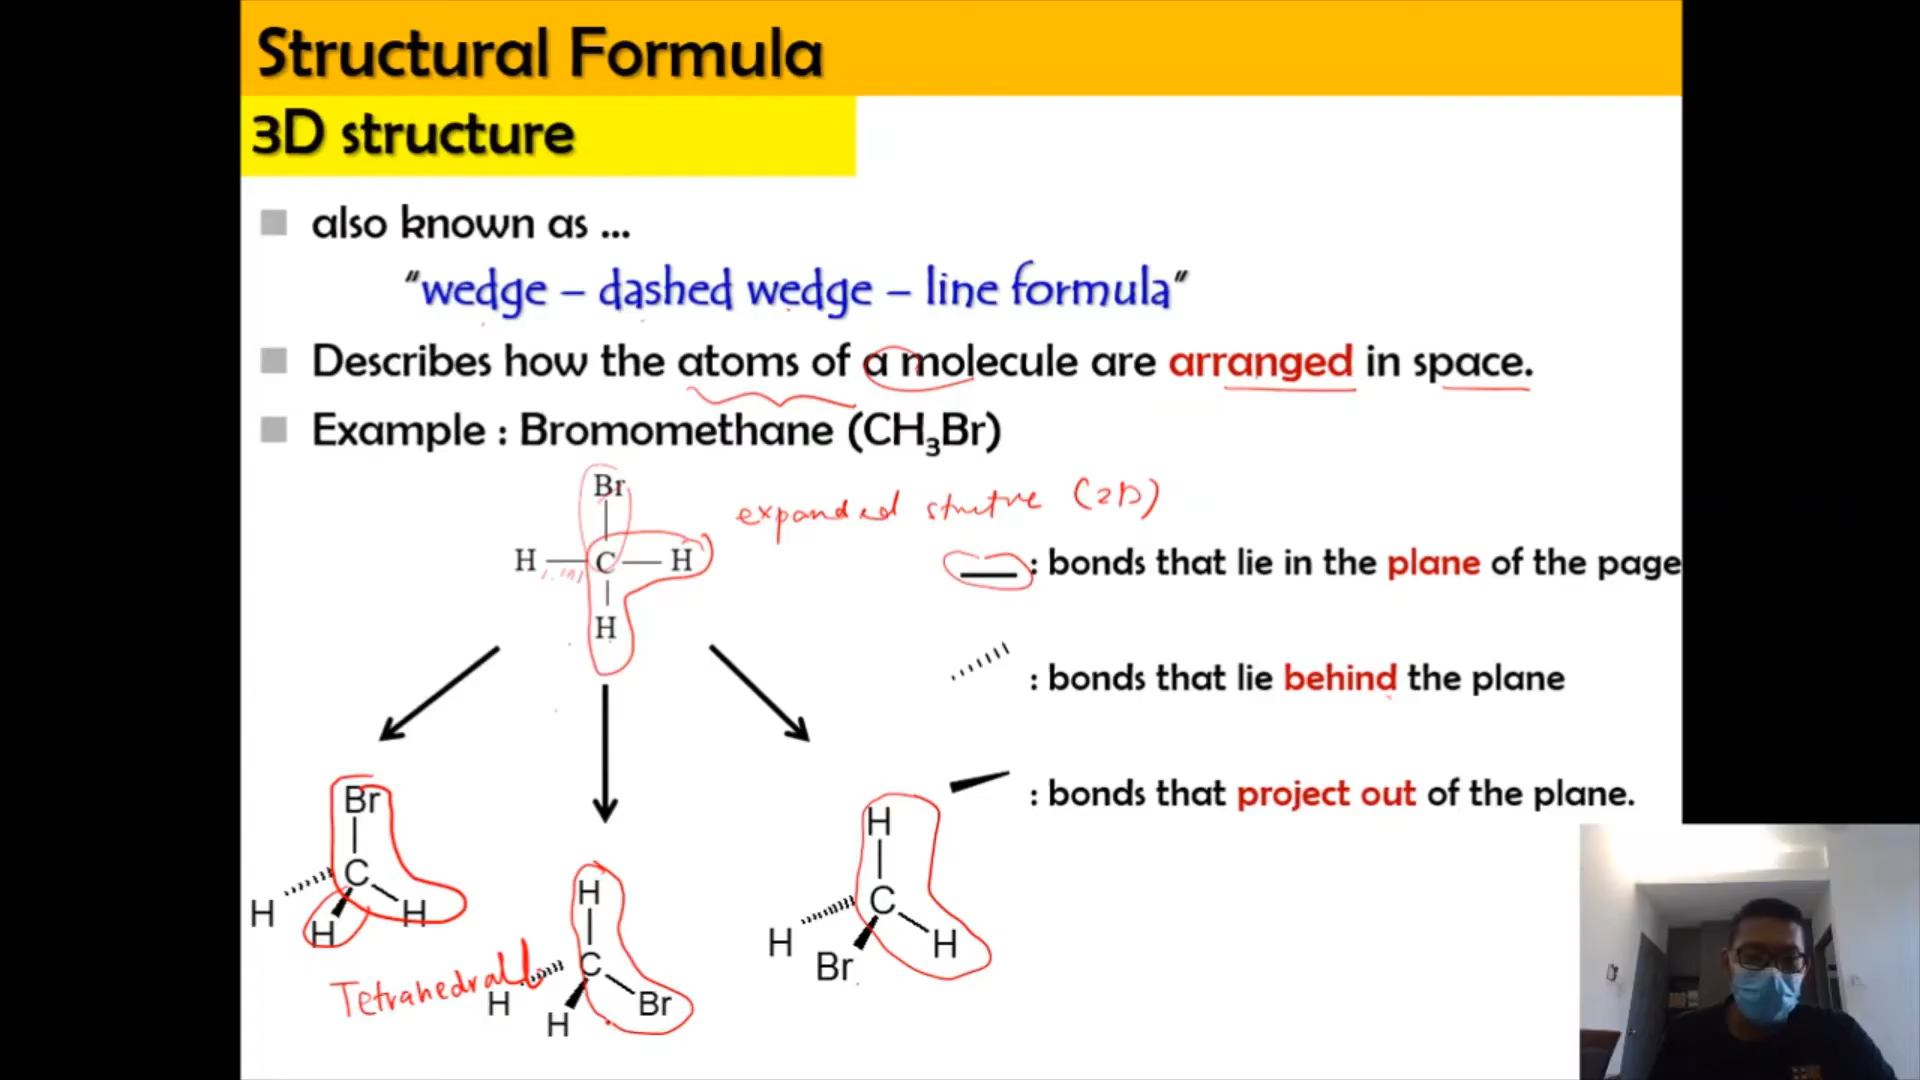 Structural Formula
3D structure
also known as ...
"wedge – dashed wedge – line formula"
Describes how the atoms of a molecule are arranged in space.
Example : Bromomethane (CH₃Br)
Br
expanded structre (2D)
H C H
H
: bonds that lie in the plane of the page
: bonds that lie behind the plane
: bonds that project out of the plane.
Br
C
H H H
H
C
H H Br
Tetrahedral
H
C
H Br H